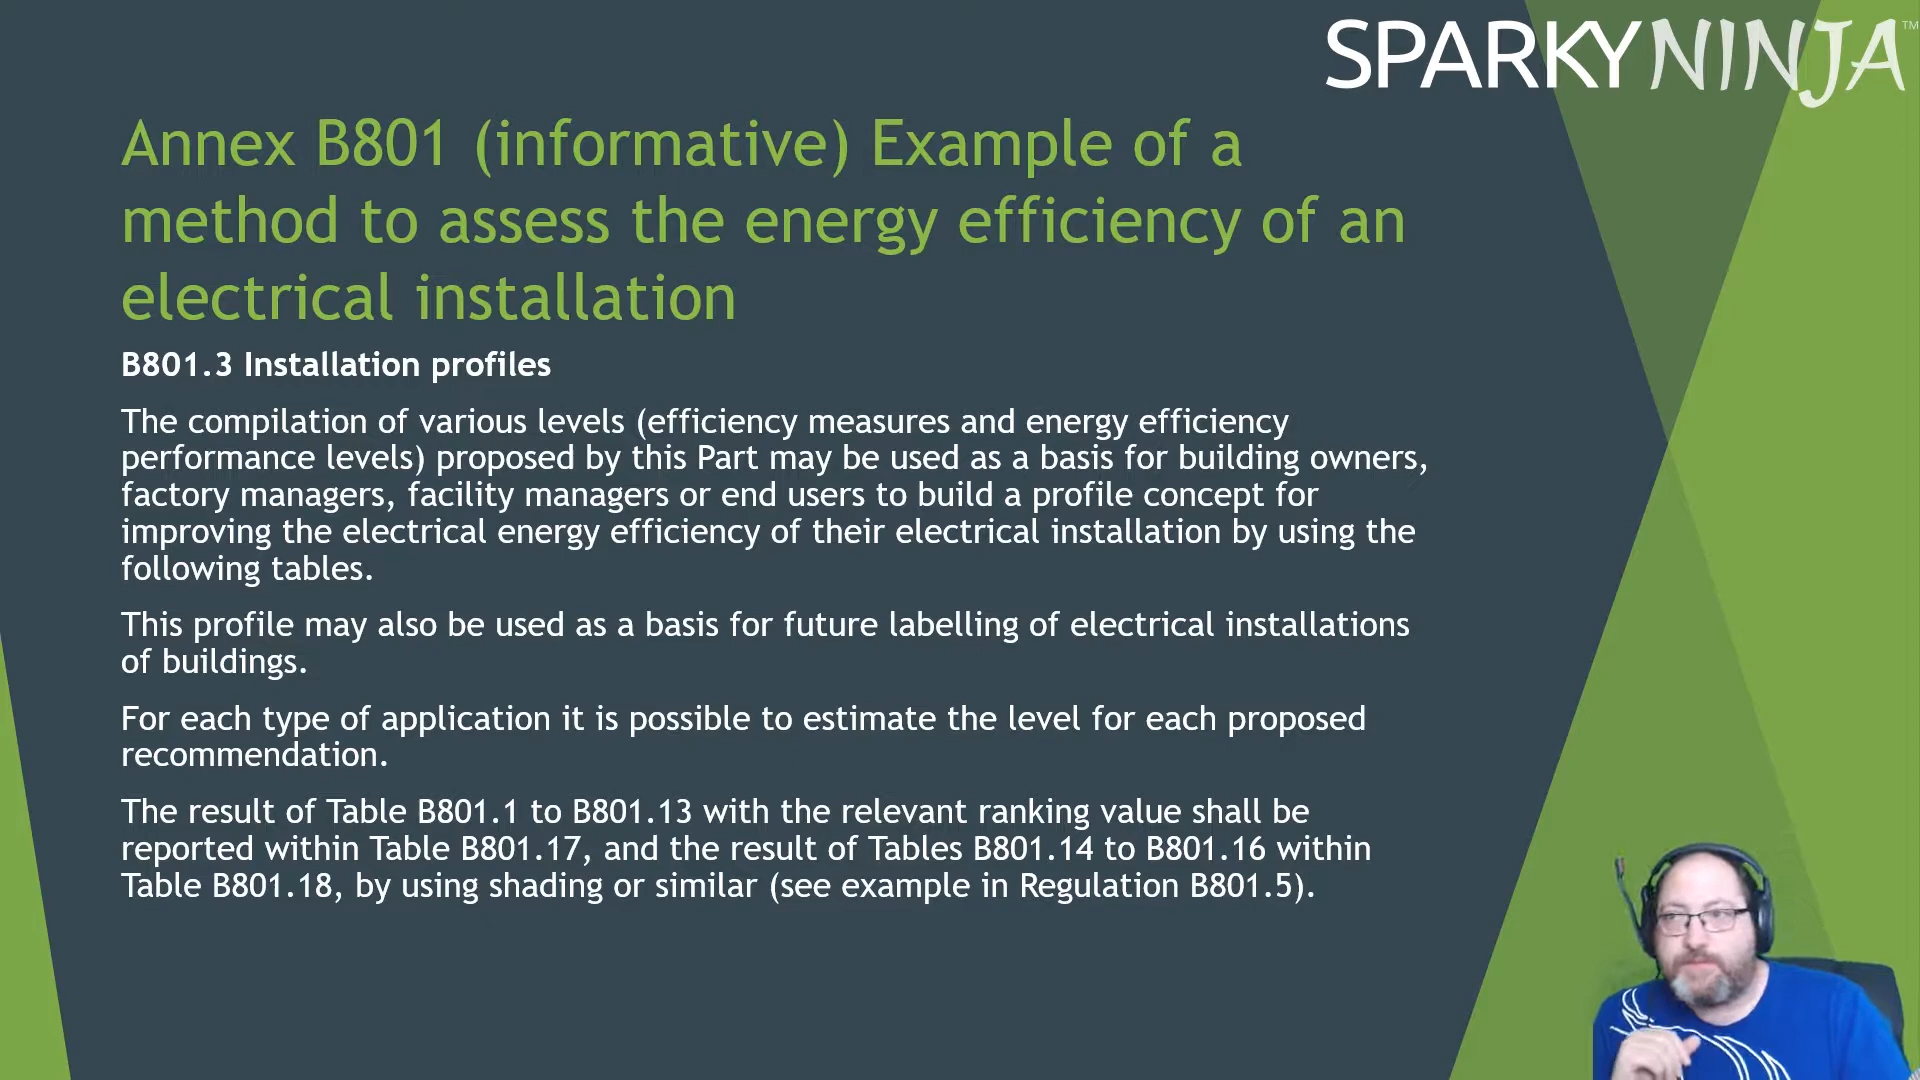 SPARKYNINJA™
Annex B801 (informative) Example of a
method to assess the energy efficiency of an
electrical installation
B801.3 Installation profiles
The compilation of various levels (efficiency measures and energy efficiency
performance levels) proposed by this Part may be used as a basis for building owners,
factory managers, facility managers or end users to build a profile concept for
improving the electrical energy efficiency of their electrical installation by using the
following tables.
This profile may also be used as a basis for future labelling of electrical installations
of buildings.
For each type of application it is possible to estimate the level for each proposed
recommendation.
The result of Table B801.1 to B801.13 with the relevant ranking value shall be
reported within Table B801.17, and the result of Tables B801.14 to B801.16 within
Table B801.18, by using shading or similar (see example in Regulation B801.5).